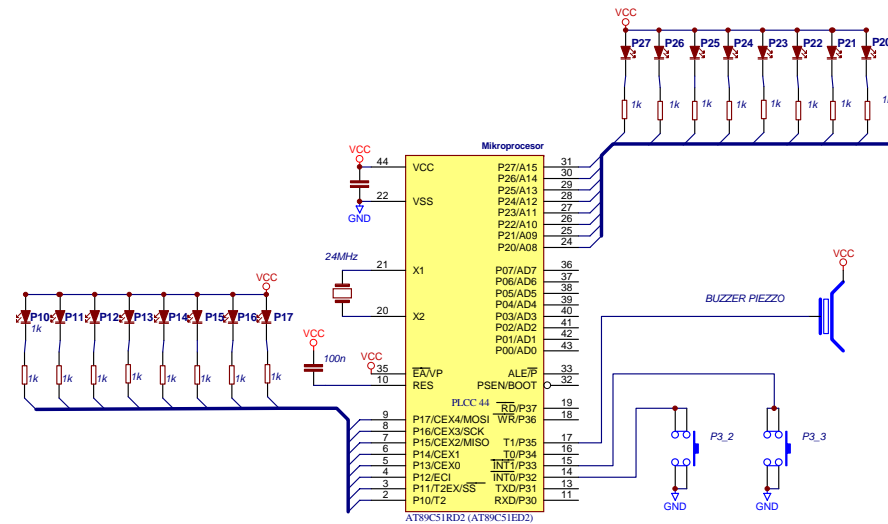 VCC
P27 P26 P25 P24 P23 P22 P21 P20
1k 1k 1k 1k 1k 1k 1k 1k
Mikroprocesor
VCC
44 VCC P27/A15 31
P26/A14 30
P25/A13 29
22 VSS P24/A12 28
GND
P23/A11 27
P22/A10 26
P21/A09 25
P20/A08 24
24MHz
21 X1 P07/AD7 36
P06/AD6 37
P05/AD5 38
P04/AD4 39
20 X2 P03/AD3 40
P02/AD2 41
P01/AD1 42
P00/AD0 43
VCC
BUZZER PIEZZO
VCC
P10 P11 P12 P13 P14 P15 P16 P17
1k
1k 1k 1k 1k 1k 1k 1k 1k
VCC
100n
VCC
35 EA/VP ALE/P 33
10 RES PSEN/BOOT 32
PLCC 44
RD/P37 19
9 P17/CEX4/MOSI WR/P36 18
8 P16/CEX3/SCK
7 P15/CEX2/MISO T1/P35 17
6 P14/CEX1 T0/P34 16
5 P13/CEX0 INT1/P33 15
4 P12/ECI INT0/P32 14
3 P11/T2EX/SS TXD/P31 13
2 P10/T2 RXD/P30 11
AT89C51RD2 (AT89C51ED2)
P3_2 P3_3
GND GND